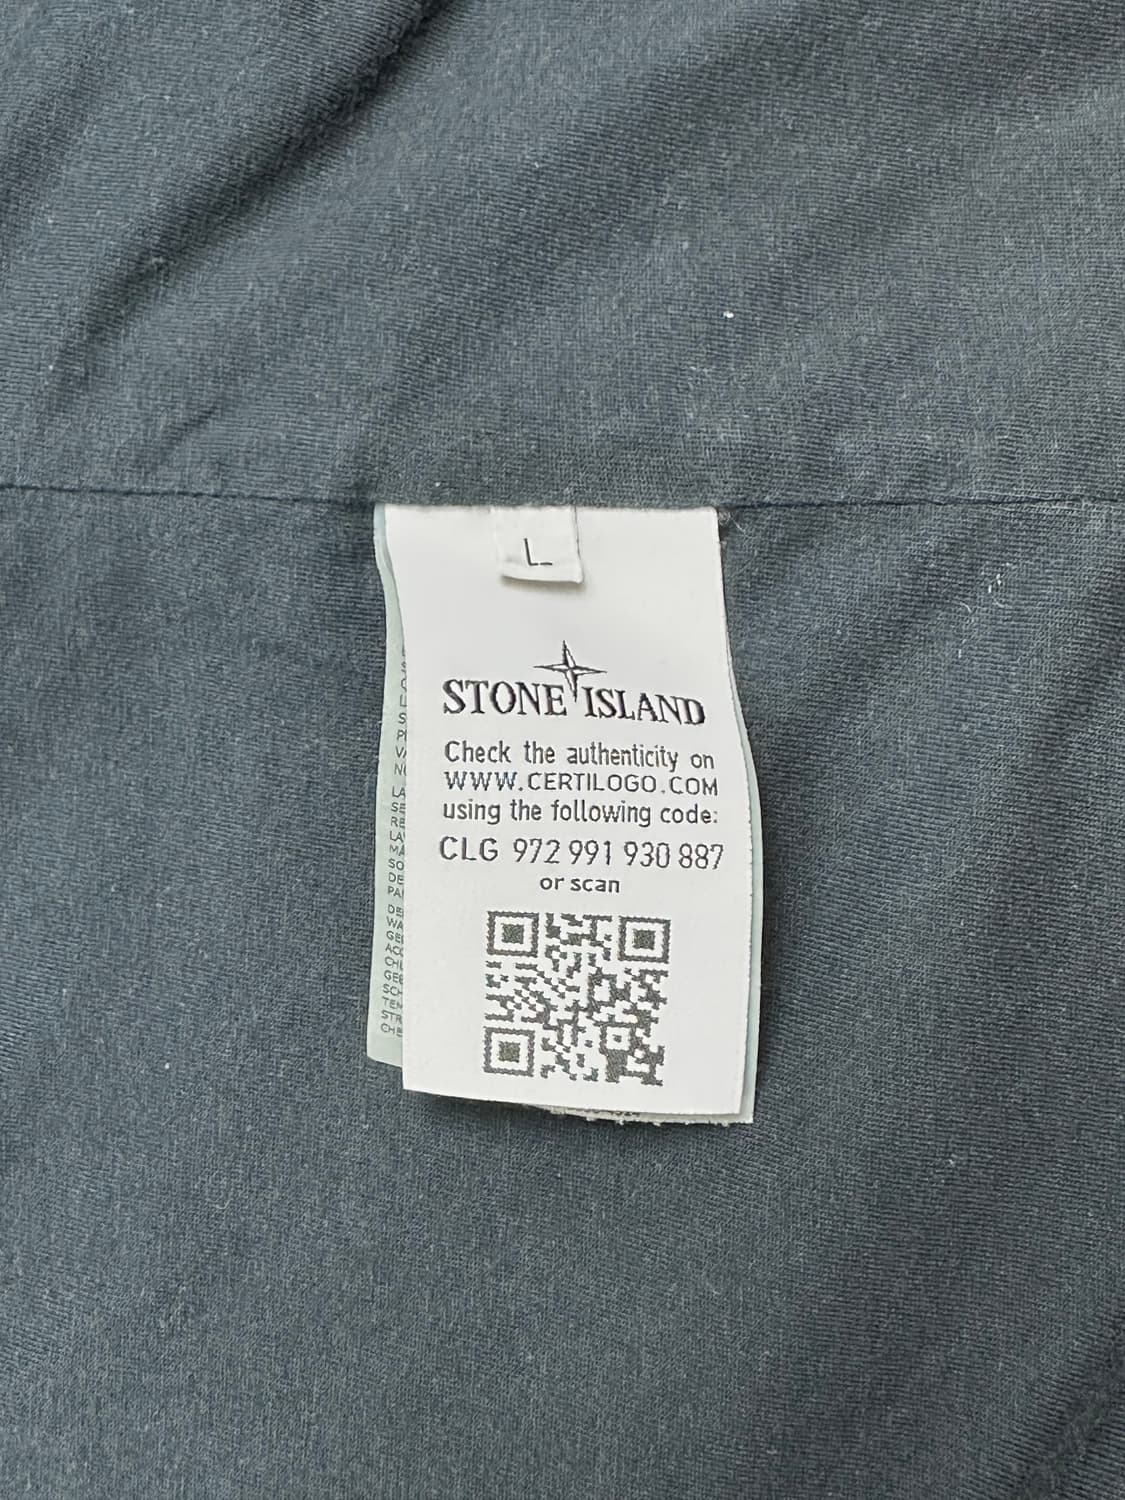 L
STONE ISLAND
Check the authenticity on
WWW.CERTILOGO.COM
using the following code:
CLG 972 991 930 887
or scan